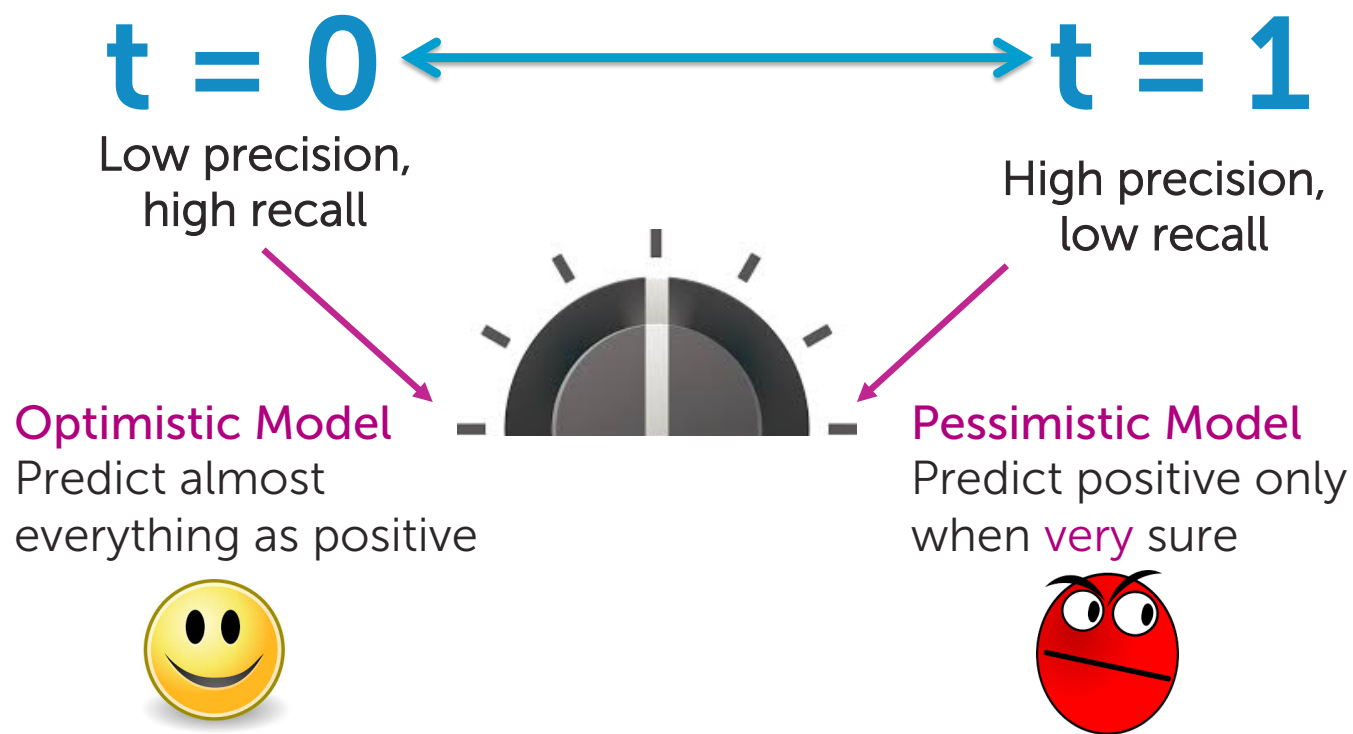 t = 0
t = 1
Low precision,
high recall
High precision,
low recall
Optimistic Model
Predict almost
everything as positive
Pessimistic Model
Predict positive only
when very sure